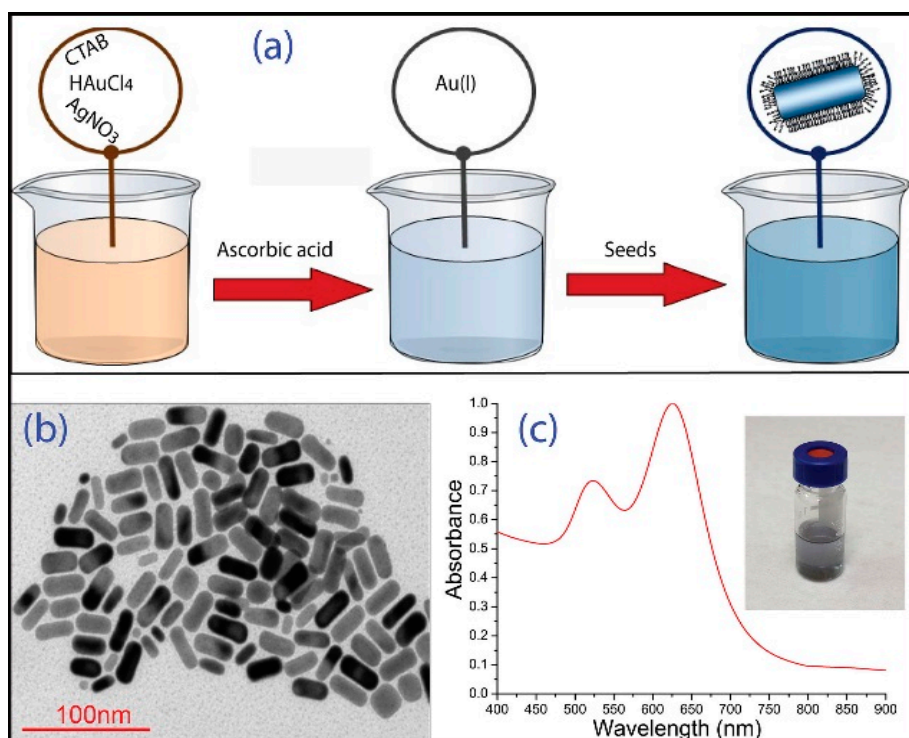 (a)
CTAB
HAuCl4
AgNO3
Au(I)
Ascorbic acid
Seeds
(b)
100nm
(c)
1.0
0.9
0.8
0.7
0.6
0.5
0.4
0.3
0.2
0.1
0.0
Absorbance
400 450 500 550 600 650 700 750 800 850 900
Wavelength (nm)